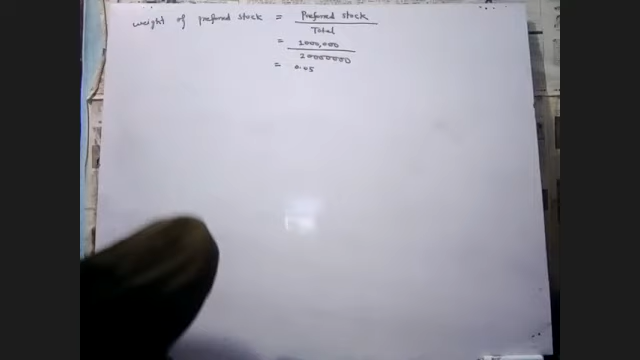 weight of preferred stock = Preferred stock
Total
= 1000,000
20000000
= 0.05